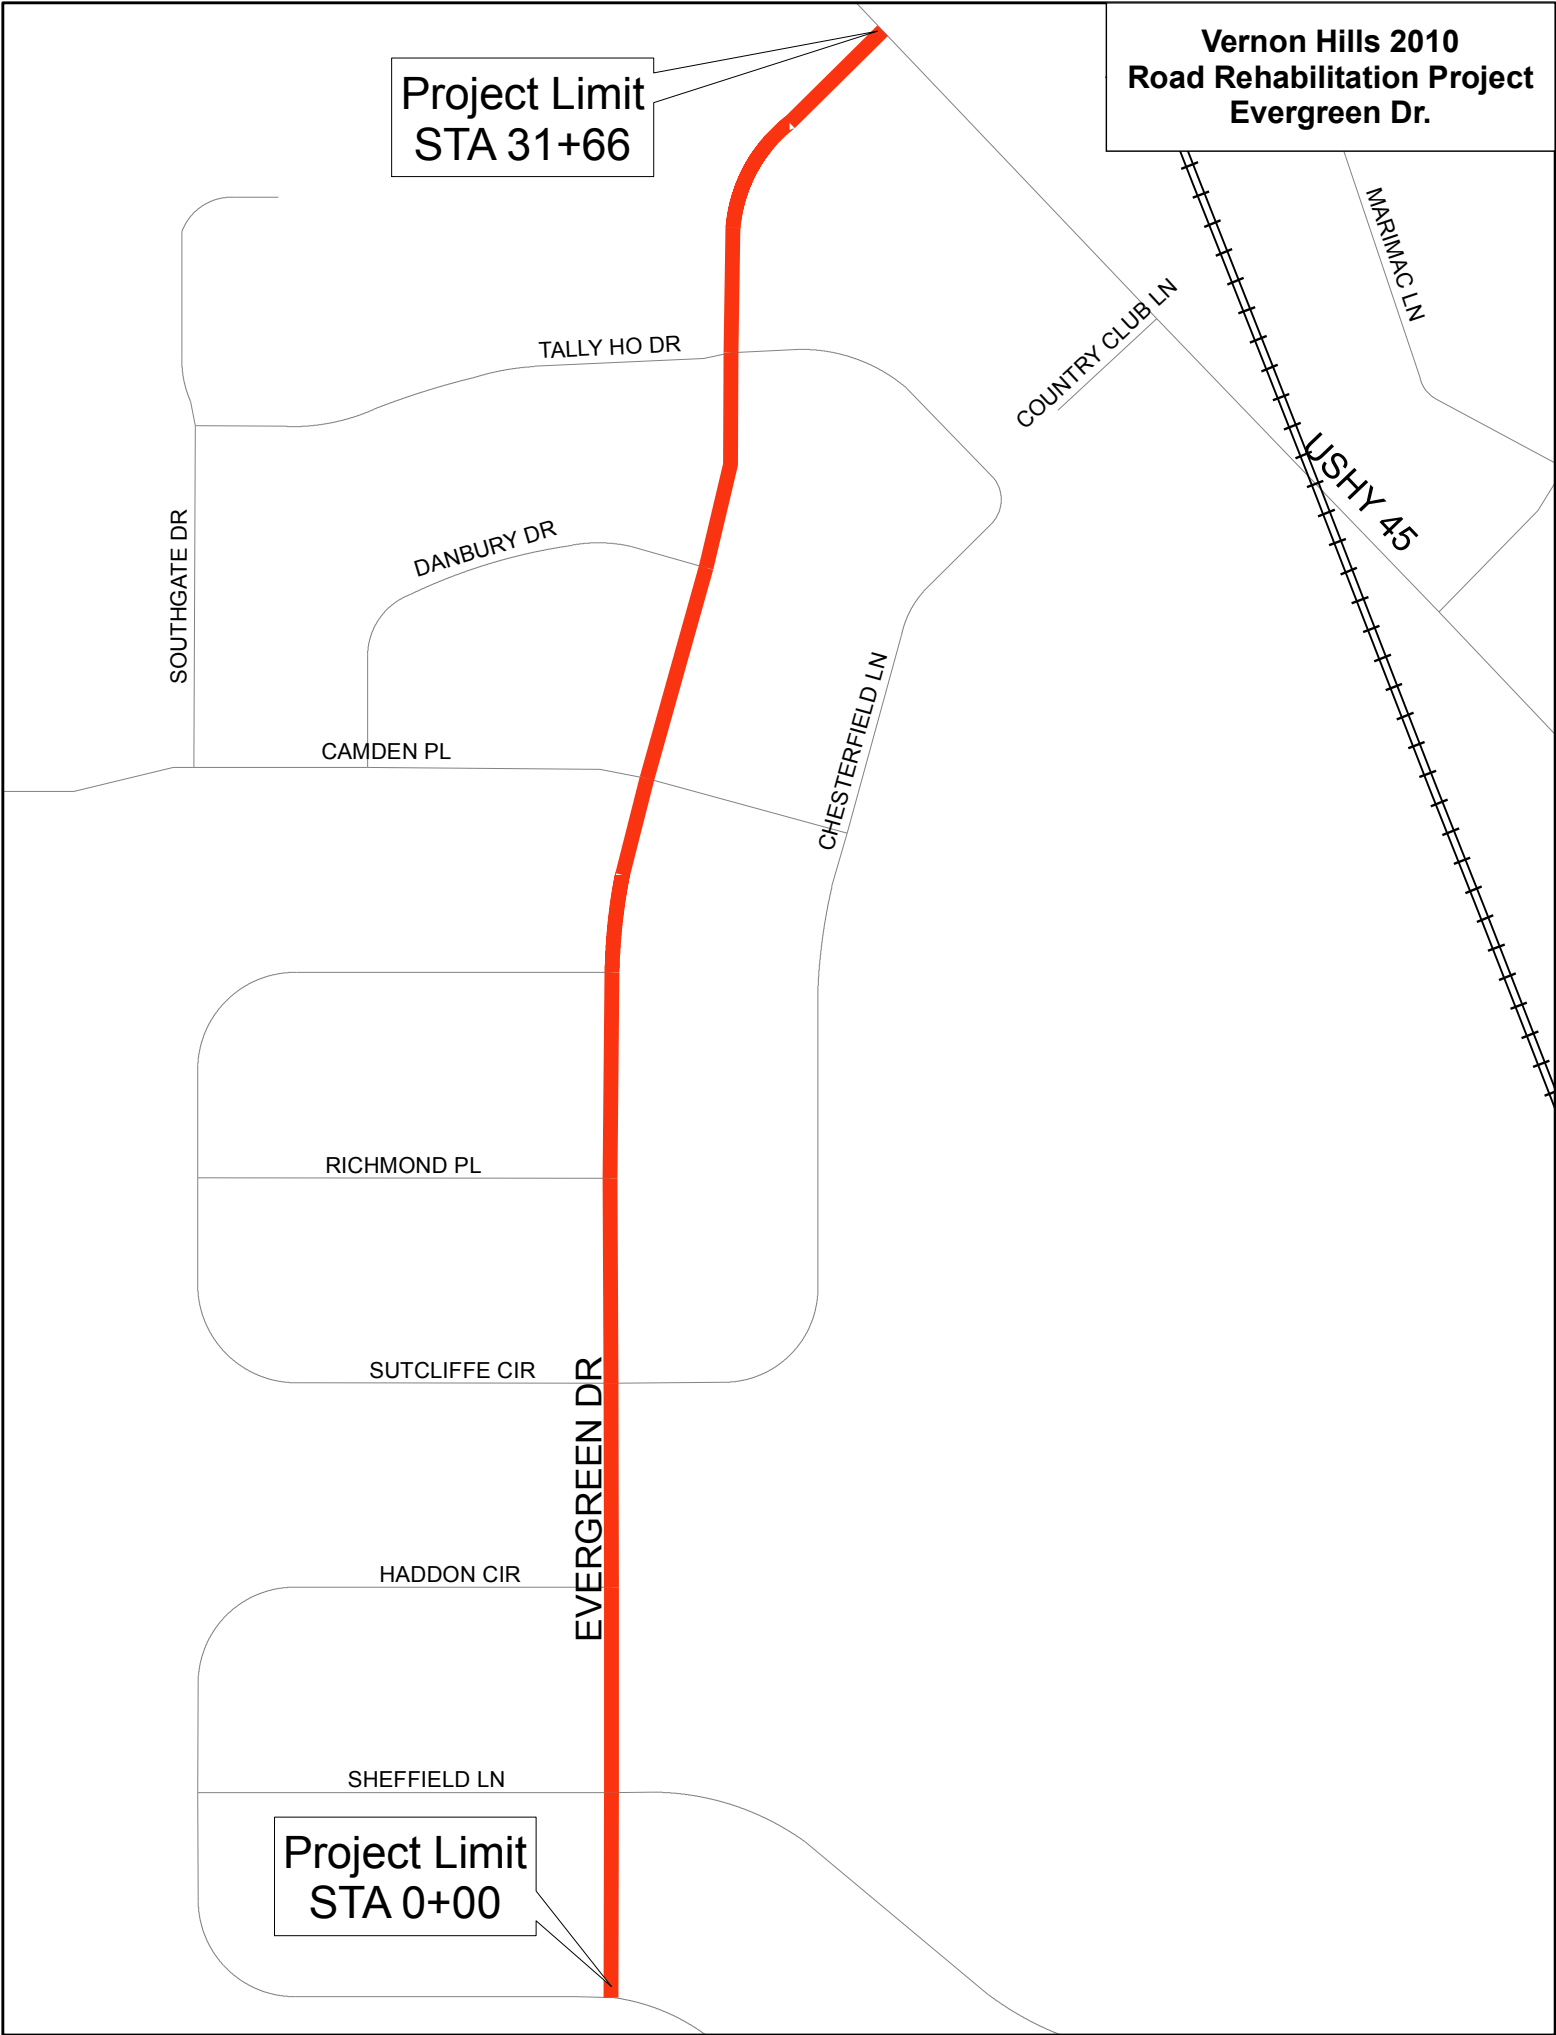 Vernon Hills 2010
Road Rehabilitation Project
Evergreen Dr.
Project Limit
STA 31+66
MARIMAC LN
COUNTRY CLUB LN
TALLY HO DR
USHY 45
SOUTHGATE DR
DANBURY DR
CHESTERFIELD LN
CAMDEN PL
RICHMOND PL
SUTCLIFFE CIR
EVERGREEN DR
HADDON CIR
SHEFFIELD LN
Project Limit
STA 0+00